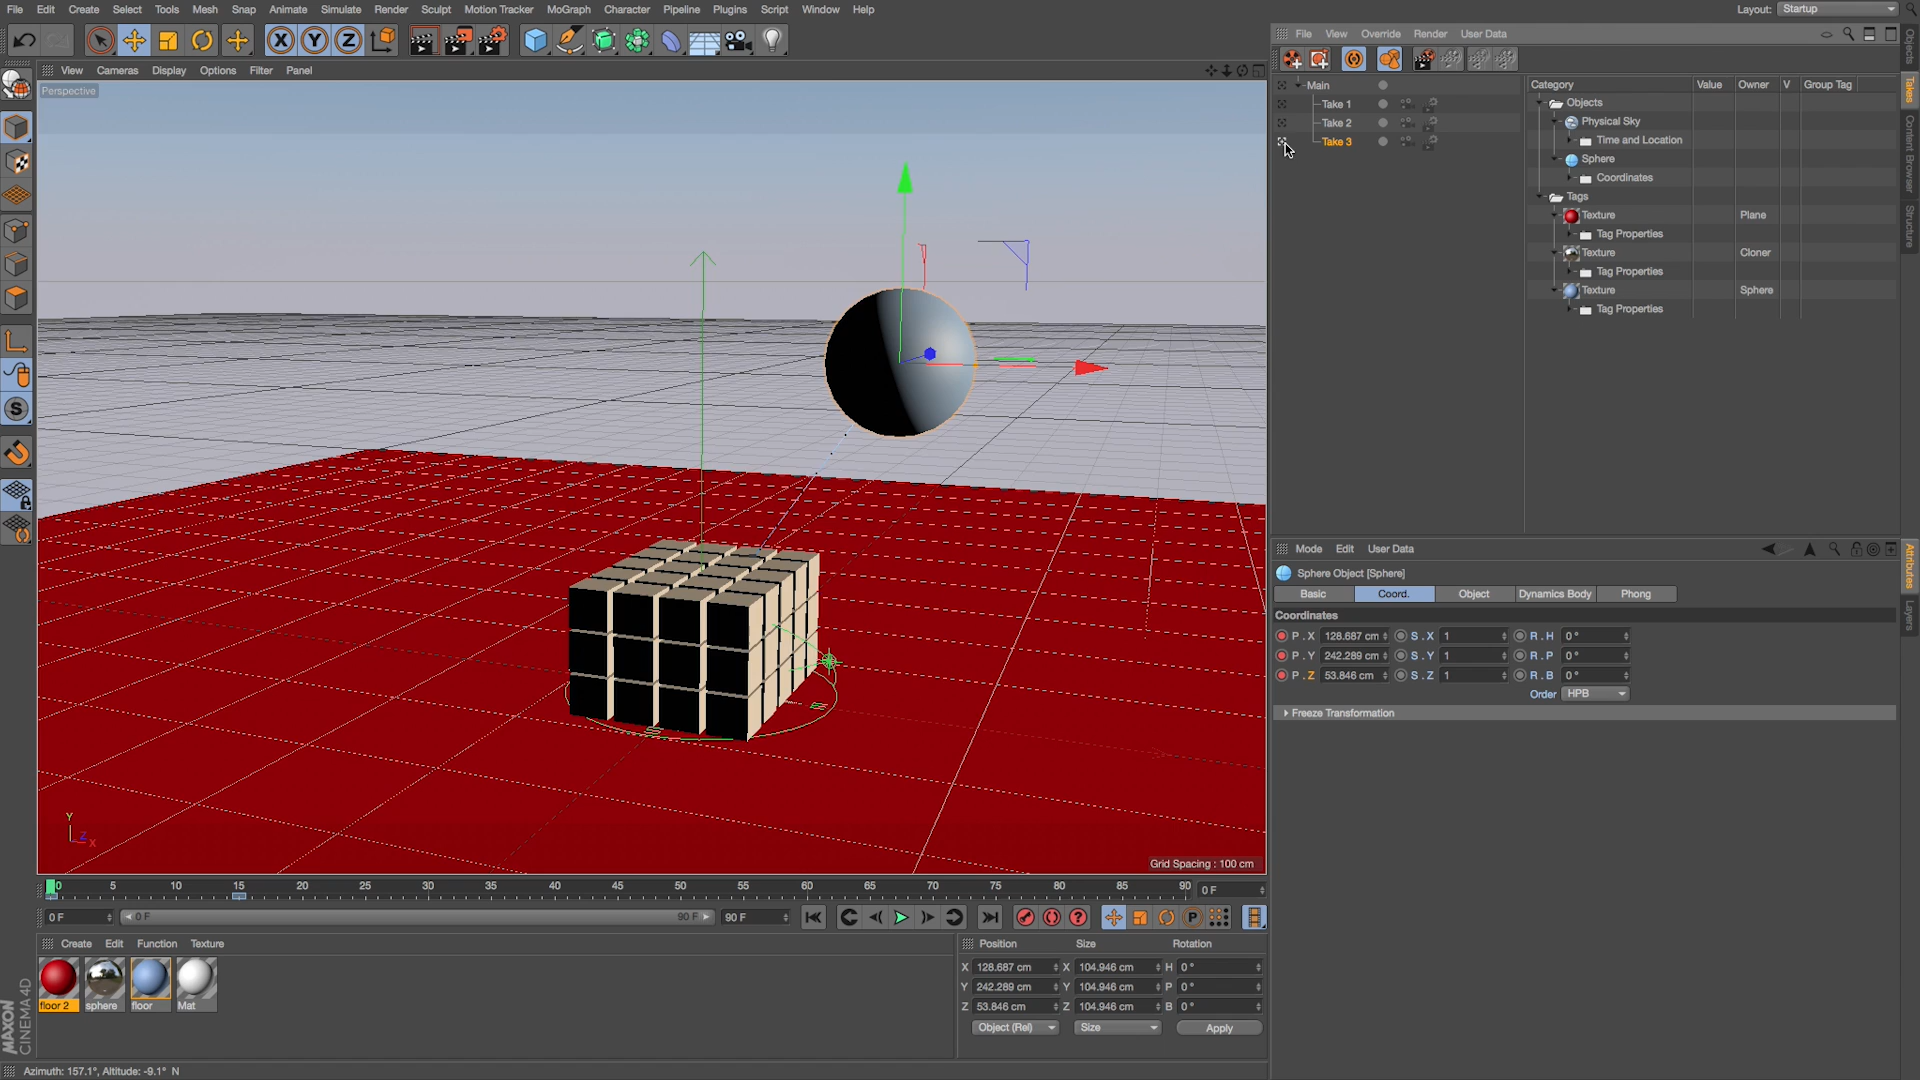 File Edit Create Select Tools Mesh Snap Animate Simulate Render Sculpt Motion Tracker MoGraph Character Pipeline Plugins Script Window Help
Layout: Startup
File View Override Render User Data
View Cameras Display Options Filter Panel
Perspective
Main
Take 1
Take 2
Take 3
Category Value Owner V Group Tag
Objects
Physical Sky
Time and Location
Sphere
Coordinates
Tags
Texture Plane
Tag Properties
Texture Cloner
Tag Properties
Texture Sphere
Tag Properties
Objects
Takes
Content Browser
Structure
Mode Edit User Data
Sphere Object [Sphere]
Basic Coord. Object Dynamics Body Phong
Coordinates
P . X 128.687 cm S . X 1 R . H 0 °
P . Y 242.289 cm S . Y 1 R . P 0 °
P . Z 53.846 cm S . Z 1 R . B 0 °
Order HPB
Freeze Transformation
Attributes
Layers
X Y Z
S
Y
Z
X
Grid Spacing : 100 cm
0 5 10 15 20 25 30 35 40 45 50 55 60 65 70 75 80 85 90 0 F
0 F 0 F 90 F 90 F
P
Create Edit Function Texture
floor 2 sphere floor Mat
Position Size Rotation
X 128.687 cm X 104.946 cm H 0 °
Y 242.289 cm Y 104.946 cm P 0 °
Z 53.846 cm Z 104.946 cm B 0 °
Object (Rel) Size Apply
MAXON
CINEMA 4D
Azimuth: 157.1°, Altitude: -9.1° N